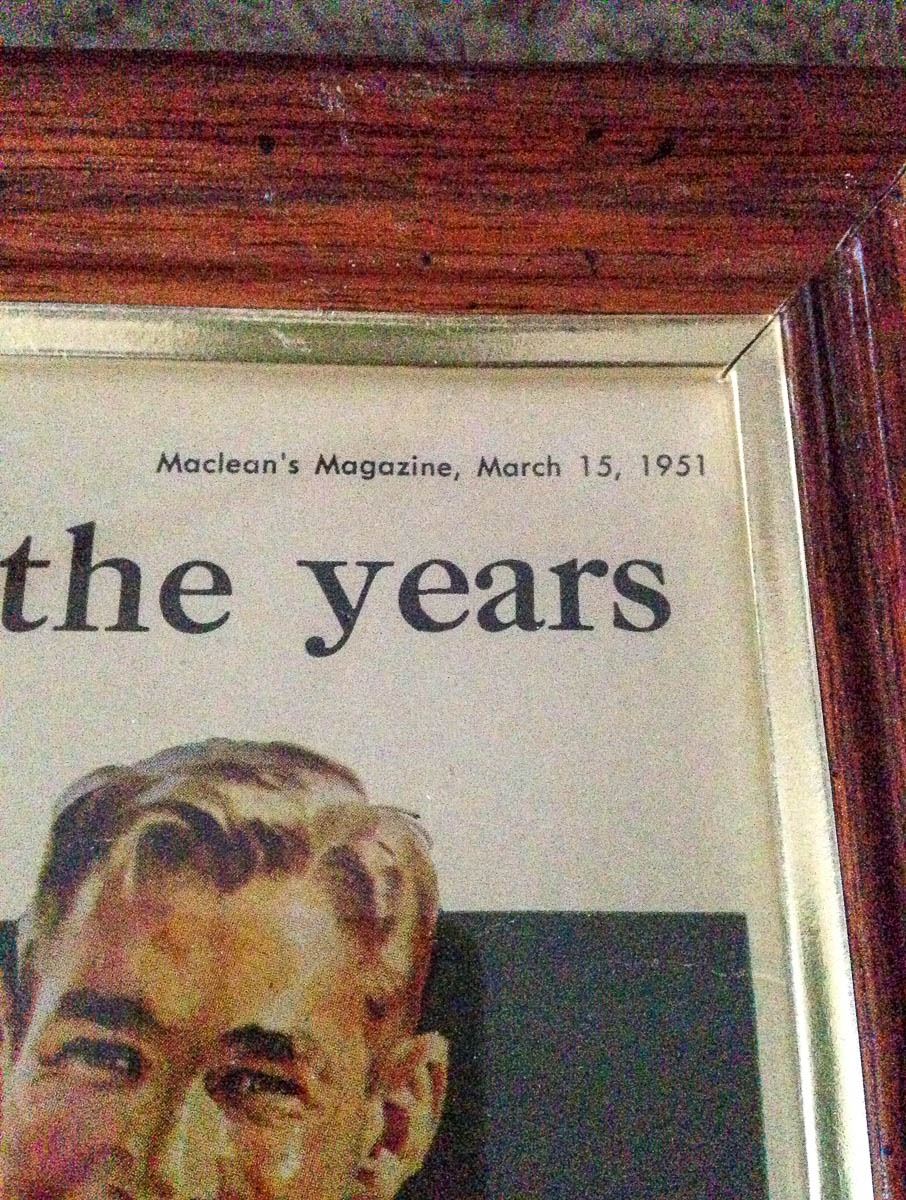 Maclean's Magazine, March 15, 1951
the years